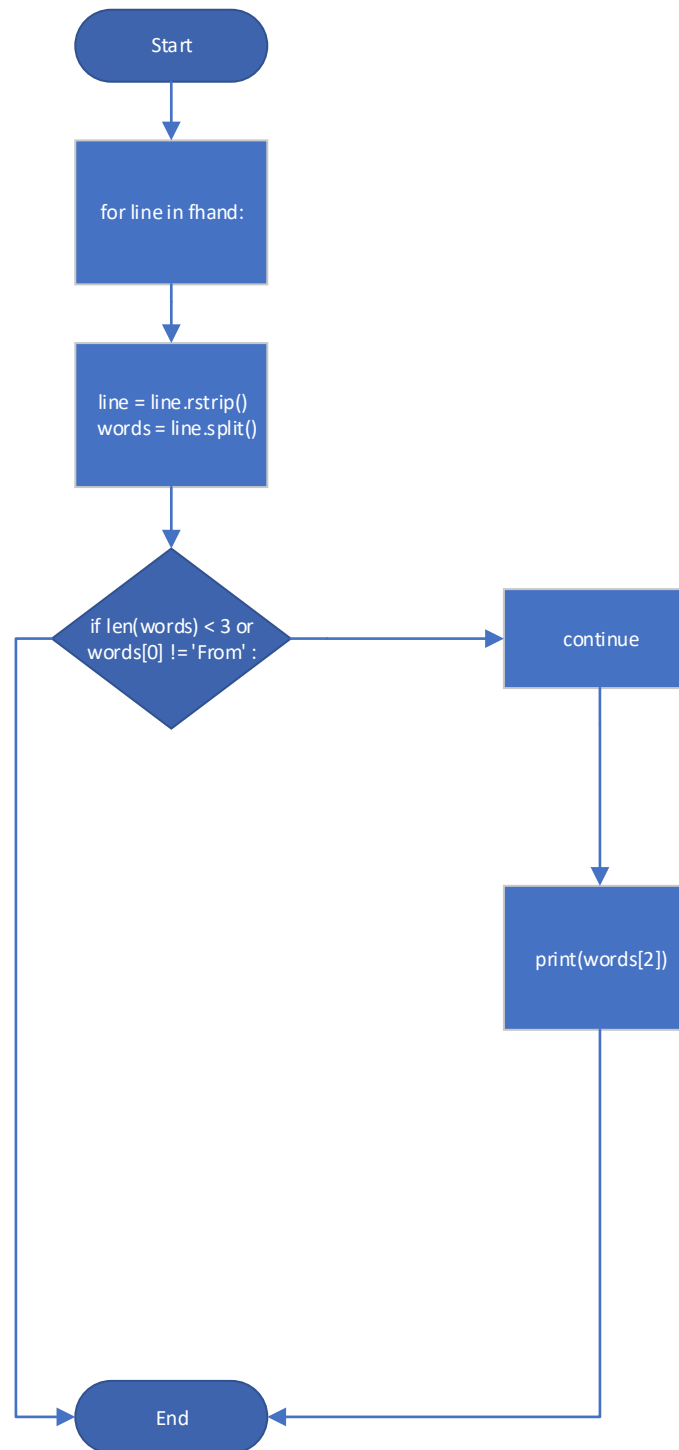 Start
for line in fhand:
line = line.rstrip()
words = line.split()
if len(words) < 3 or
words[0] != 'From' :
continue
print(words[2])
End